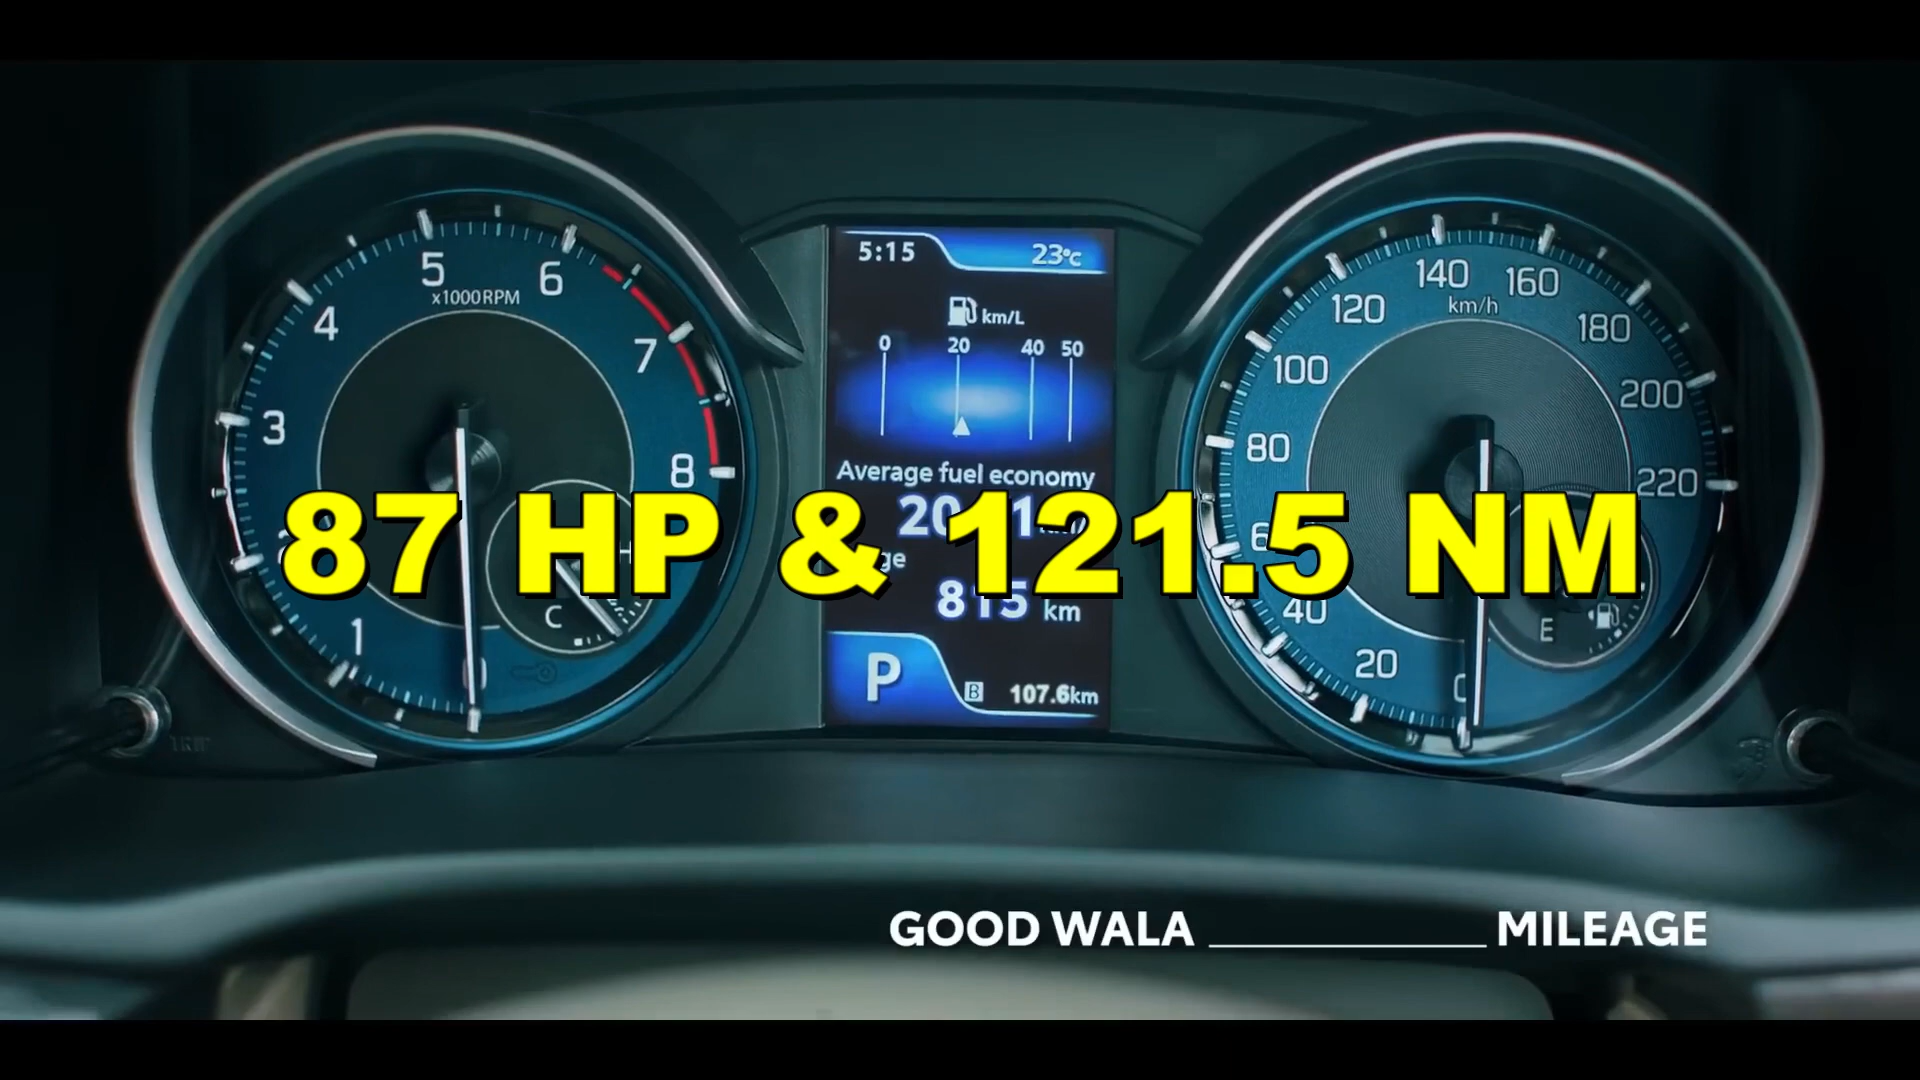 5:15 23°C
km/L
0 20 40 50
Average fuel economy
815 km
P B 107.6km
5
x1000RPM
6
4
7
3
8
1
C
140
160
km/h
120
180
100
200
80
220
40
E
20
87 HP & 121.5 NM
GOOD WALA ____________ MILEAGE